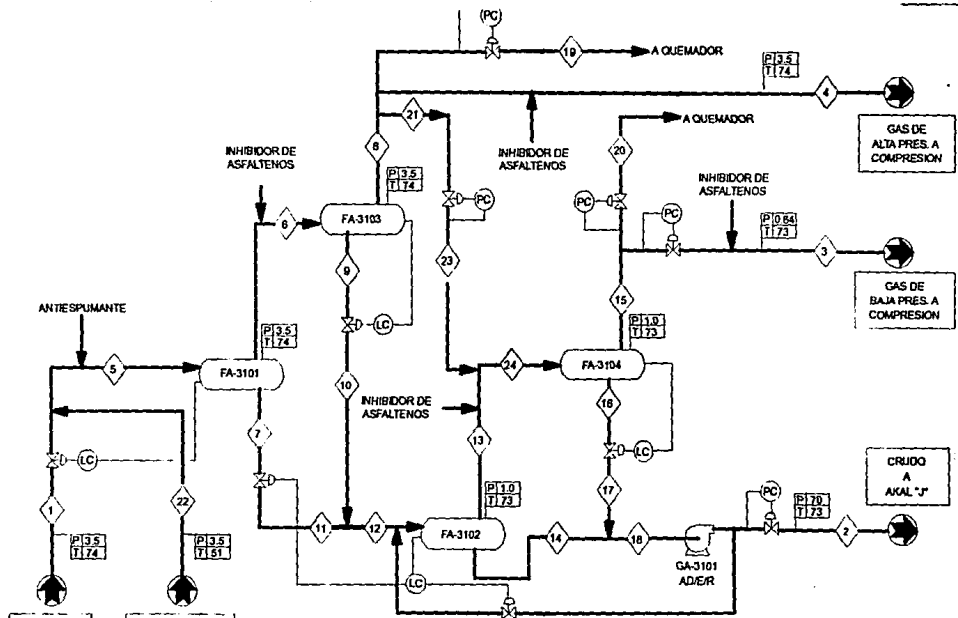 PC
19
A QUEMADOR
P 3.5
T 74
4
21
GAS DE
ALTA PRES. A
COMPRESION
INHIBIDOR DE
ASFALTENOS
A QUEMADOR
20
INHIBIDOR DE
ASFALTENOS
8
P 3.5
T 74
INHIBIDOR DE
ASFALTENOS
6
FA-3103
PC
PC
PC
P 0.64
T 73
3
9
23
GAS DE
BAJA PRES. A
COMPRESION
15
ANTIESPUMANTE
P 3.5
T 74
LC
P 1.0
T 73
5
FA-3101
10
24
FA-3104
INHIBIDOR DE
ASFALTENOS
16
7
13
LC
LC
CRUDO
A
AKAL "J"
1
22
P 1.0
T 73
17
PC
P 70
T 73
11
12
FA-3102
14
18
2
P 3.5
T 74
P 3.5
T 51
GA-3101
AD/E/R
LC